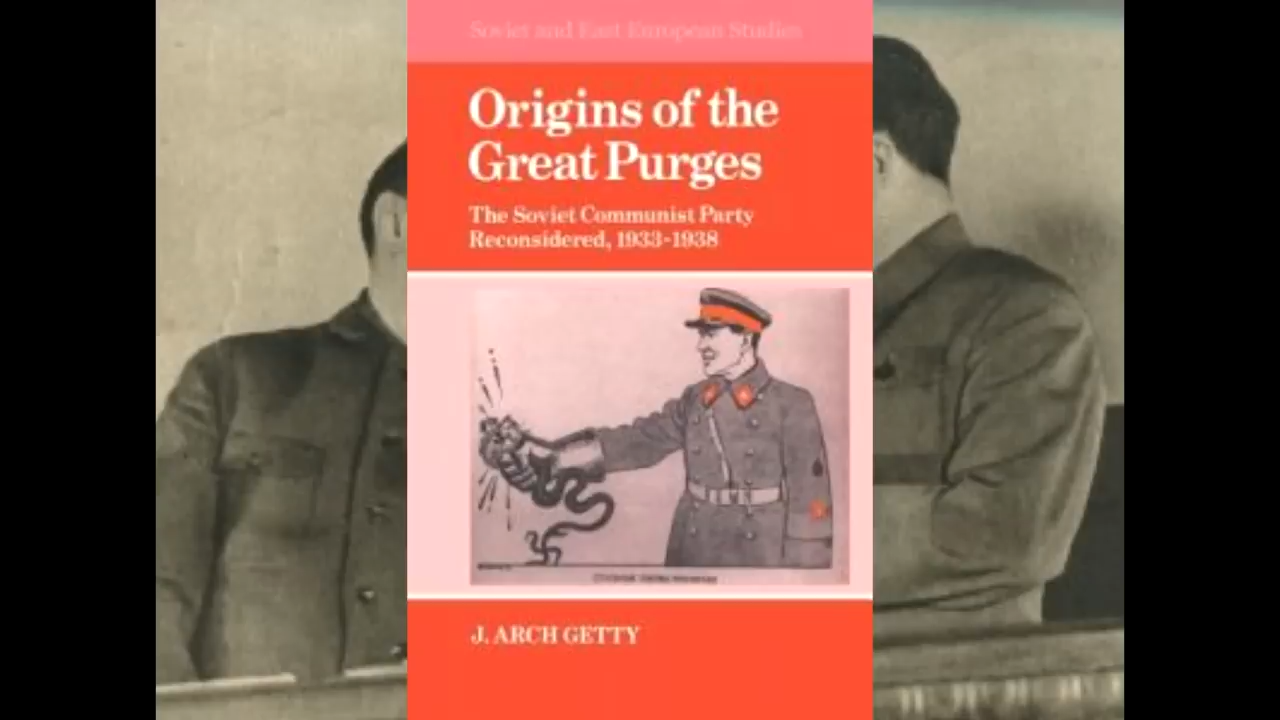 Soviet and East European Studies
Origins of the
Great Purges
The Soviet Communist Party
Reconsidered, 1933-1938
J. ARCH GETTY